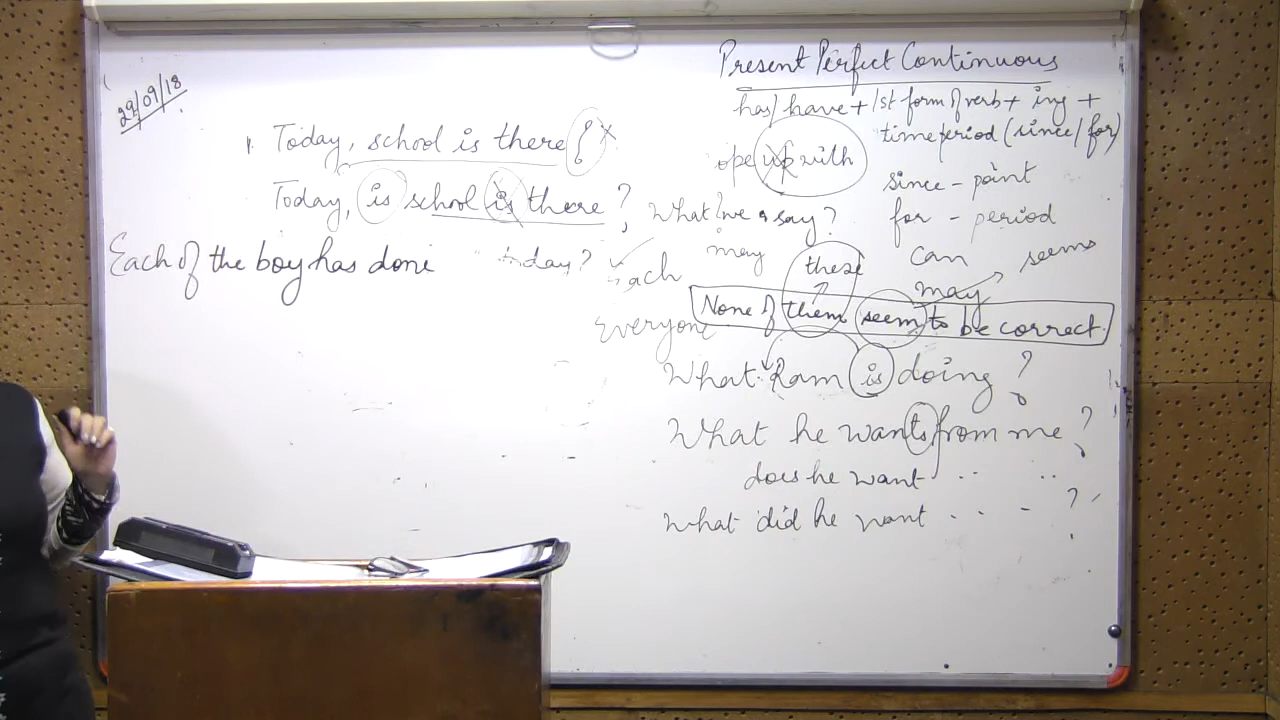 29/09/18
1. Today, school is there ?
Today, is school is there ?
Each of the boy has done
today?
Present Perfect Continuous
has/have + 1st form of verb + ing +
time period (since/for)
ope up with
since - point
for - period
What we say?
may
can
may
seems
Each
these
Everyone
None of them seem to be correct.
What Ram is doing ?
What he wants from me ?
does he want .. ..
What did he want . . - ?